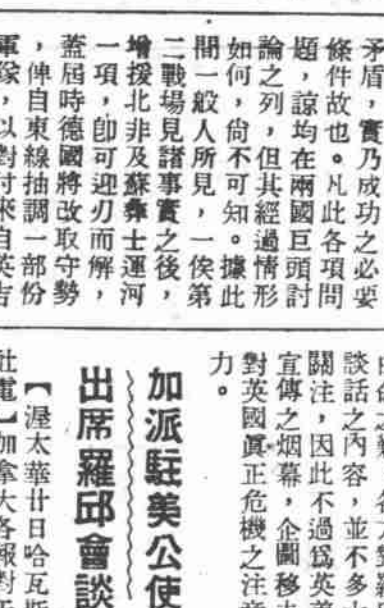 矛盾，實乃成功之必要
條件故也。凡此各項問
題，諒均在兩國巨頭討
論之列，但其經過情形
如何，尙不可知。據此
間一般人所見，一俟第
二戰場見諸事實之後，
增援北非及蘇彝士運河
一項，卽可迎刃而解，
蓋屆時德國將改取守勢
，俾自東線抽調一部份
軍隊，以對付來自英吉
談話之內容，並不多
關注，因此不過爲英美
宣傳之烟幕，企圖移
對英國眞正危機之注意
力。
加派駐美公使
出席羅邱會談
【渥太華廿日哈瓦斯
社電】加拿大各報對于